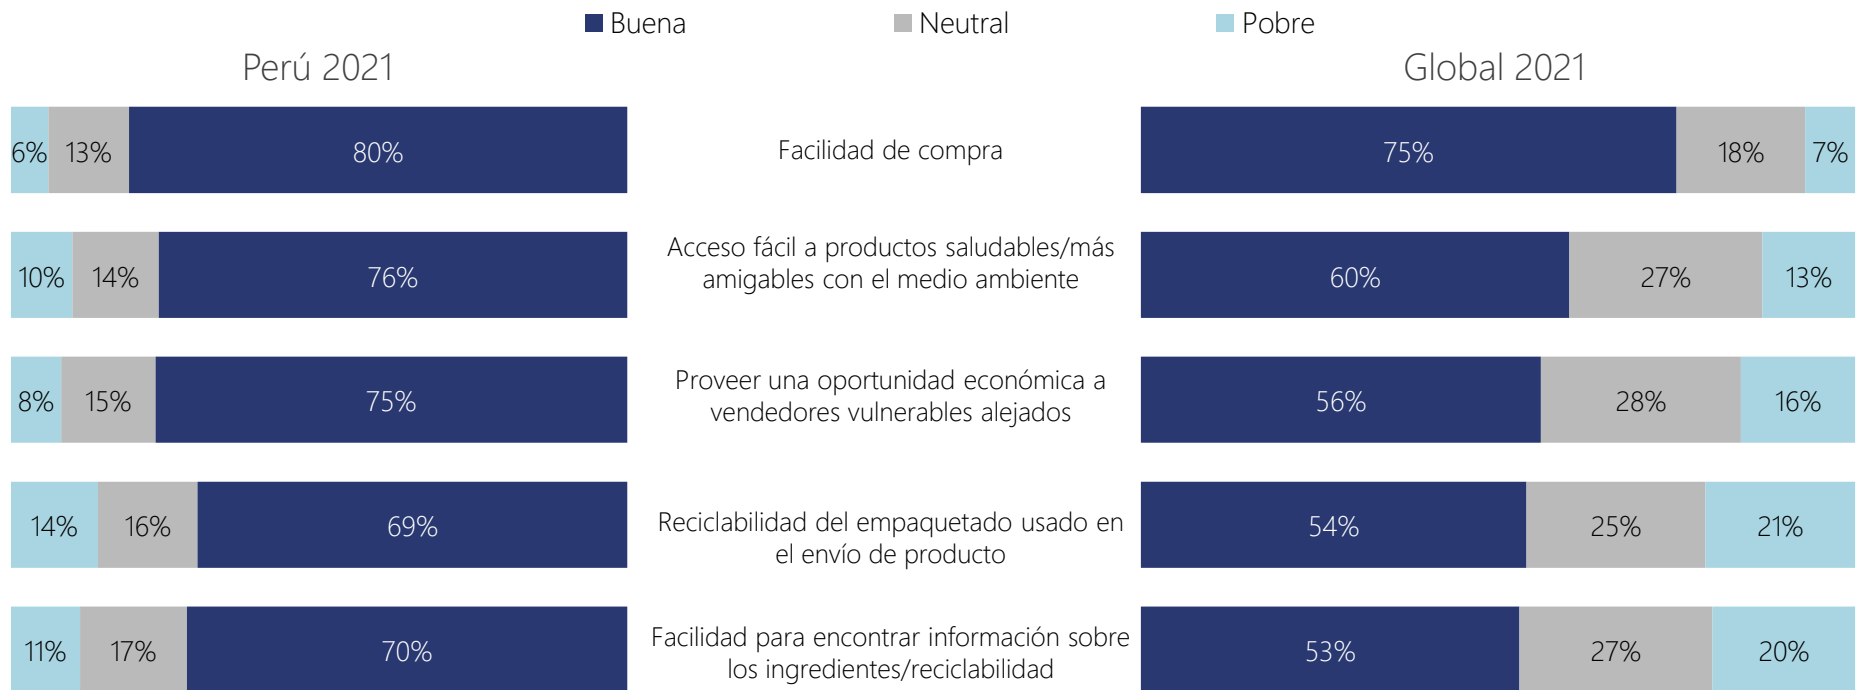 Buena Neutral Pobre
Perú 2021
Global 2021
6% 13% 80%
Facilidad de compra
75% 18% 7%
10% 14% 76%
Acceso fácil a productos saludables/más
amigables con el medio ambiente
60% 27% 13%
8% 15% 75%
Proveer una oportunidad económica a
vendedores vulnerables alejados
56% 28% 16%
14% 16% 69%
Reciclabilidad del empaquetado usado en
el envío de producto
54% 25% 21%
11% 17% 70%
Facilidad para encontrar información sobre
los ingredientes/reciclabilidad
53% 27% 20%